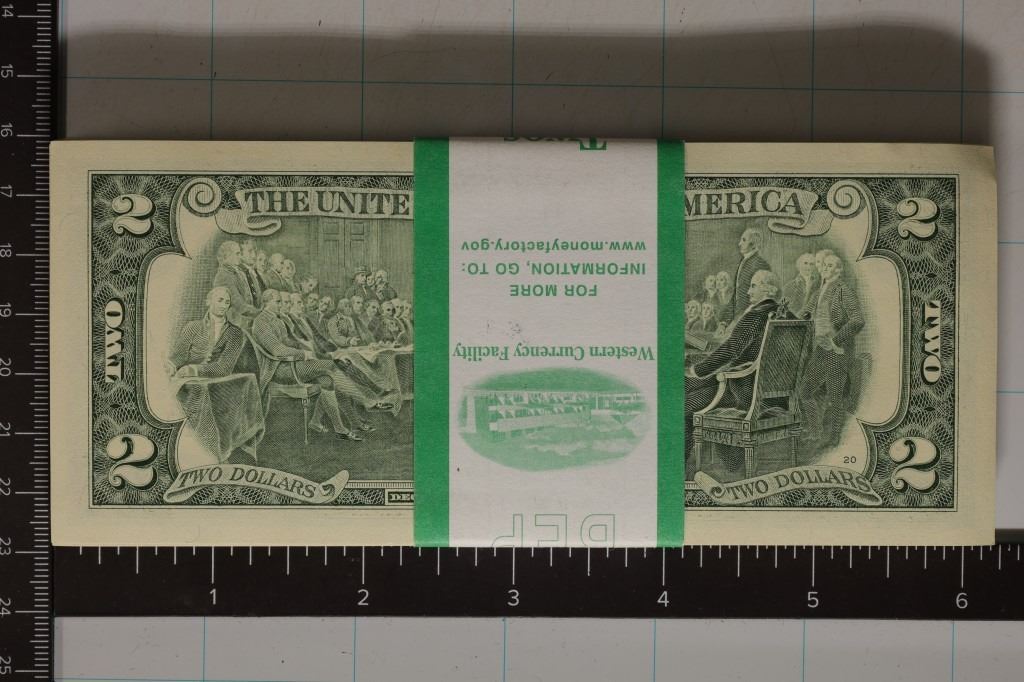 THE UNITE
MERICA
2
2
TWO
TWO
2
2
TWO DOLLARS
TWO DOLLARS
20
DEC
Western Currency Facility
FOR MORE
INFORMATION, GO TO:
www.moneyfactory.gov
14
15
16
17
18
19
20
21
22
23
24
25
1
2
3
4
5
6